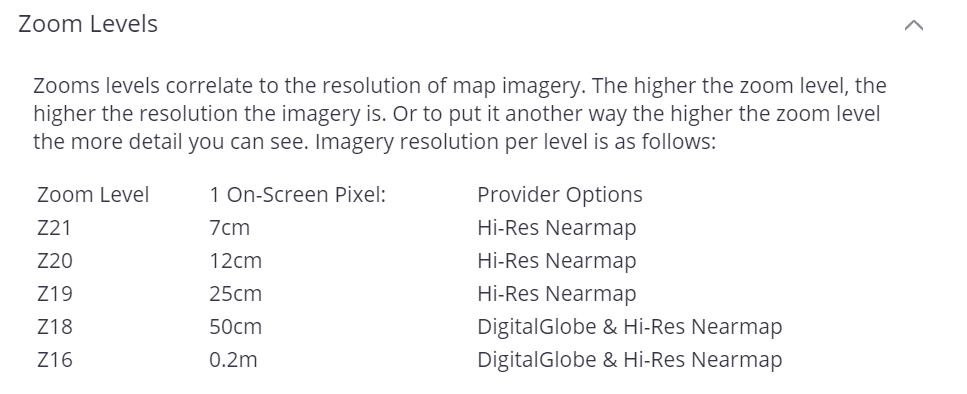 Zoom Levels
Zooms levels correlate to the resolution of map imagery. The higher the zoom level, the
higher the resolution the imagery is. Or to put it another way the higher the zoom level
the more detail you can see. Imagery resolution per level is as follows:
Zoom Level 1 On-Screen Pixel: Provider Options
Z21 7cm Hi-Res Nearmap
Z20 12cm Hi-Res Nearmap
Z19 25cm Hi-Res Nearmap
Z18 50cm DigitalGlobe & Hi-Res Nearmap
Z16 0.2m DigitalGlobe & Hi-Res Nearmap